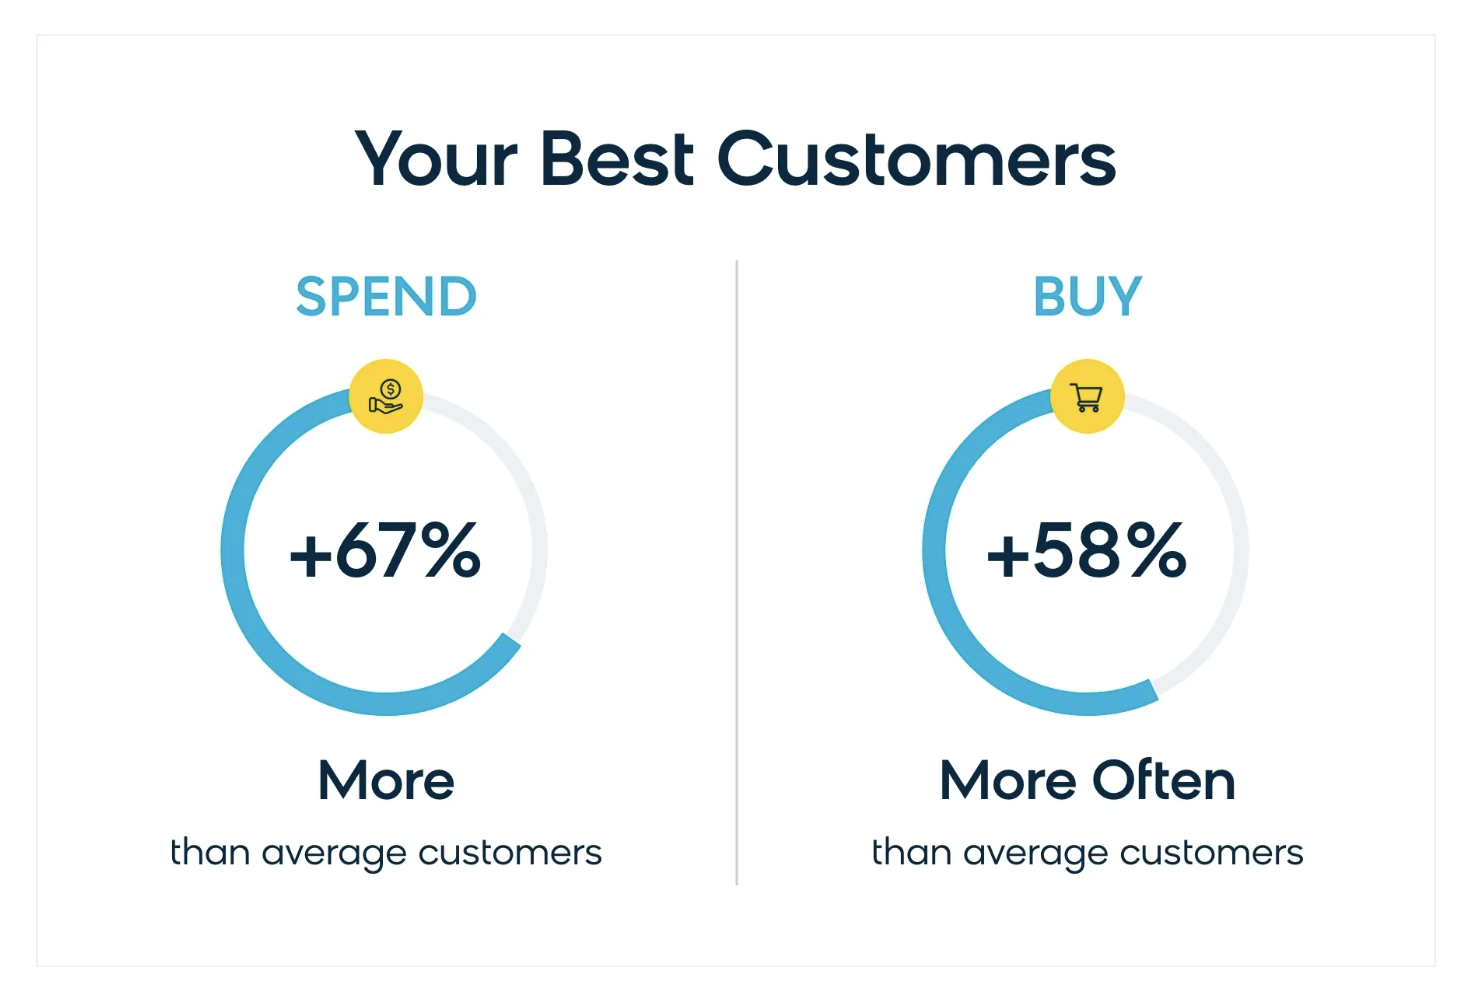 Your Best Customers
SPEND
$
+67%
More
than average customers
BUY
+58%
More Often
than average customers